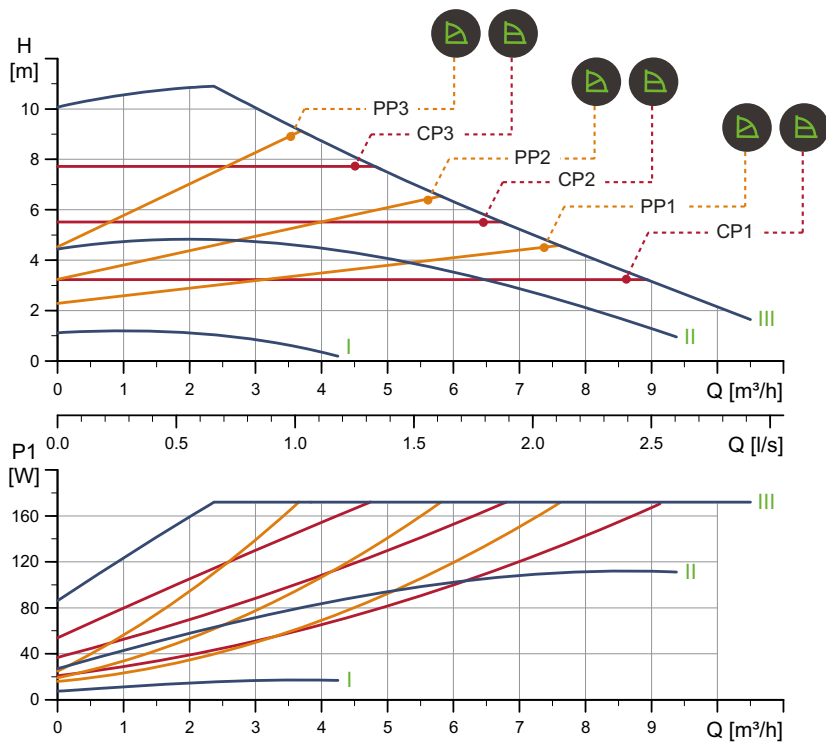 H
[m]
10
8
6
4
2
0
PP3
CP3
PP2
CP2
PP1
CP1
I
II
III
0 1 2 3 4 5 6 7 8 9 Q [m³/h]
0.0 0.5 1.0 1.5 2.0 2.5 Q [l/s]
P1
[W]
160
120
80
40
0
III
II
I
0 1 2 3 4 5 6 7 8 9 Q [m³/h]